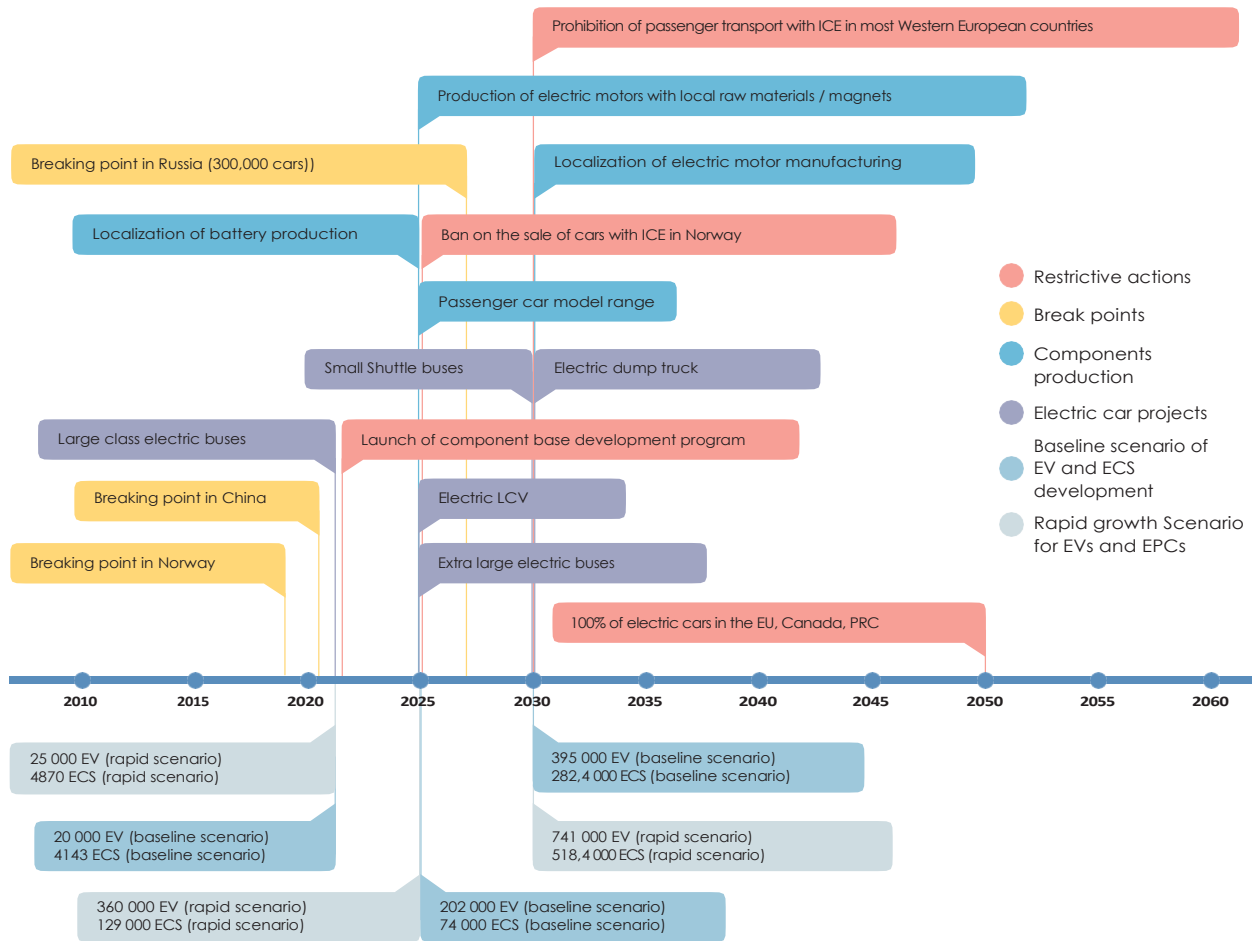 Prohibition of passenger transport with ICE in most Western European countries
Production of electric motors with local raw materials / magnets
Breaking point in Russia (300,000 cars))
Localization of electric motor manufacturing
Localization of battery production
Ban on the sale of cars with ICE in Norway
Passenger car model range
Small Shuttle buses
Electric dump truck
Large class electric buses
Launch of component base development program
Breaking point in China
Electric LCV
Breaking point in Norway
Extra large electric buses
100% of electric cars in the EU, Canada, PRC
Restrictive actions
Break points
Components
production
Electric car projects
Baseline scenario of
EV and ECS
development
Rapid growth Scenario
for EVs and EPCs
2010 2015 2020 2025 2030 2035 2040 2045 2050 2055 2060
25 000 EV (rapid scenario)
4870 ECS (rapid scenario)
395 000 EV (baseline scenario)
282,4 000 ECS (baseline scenario)
20 000 EV (baseline scenario)
4143 ECS (baseline scenario)
741 000 EV (rapid scenario)
518,4 000 ECS (rapid scenario)
360 000 EV (rapid scenario)
129 000 ECS (rapid scenario)
202 000 EV (baseline scenario)
74 000 ECS (baseline scenario)